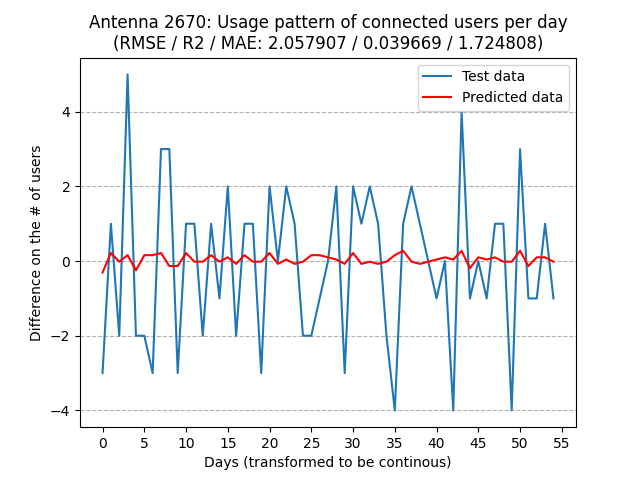 Antenna 2670: Usage pattern of connected users per day
(RMSE / R2 / MAE: 2.057907 / 0.039669 / 1.724808)
Test data
Predicted data
Difference on the # of users
4
2
0
−2
−4
0 5 10 15 20 25 30 35 40 45 50 55
Days (transformed to be continous)